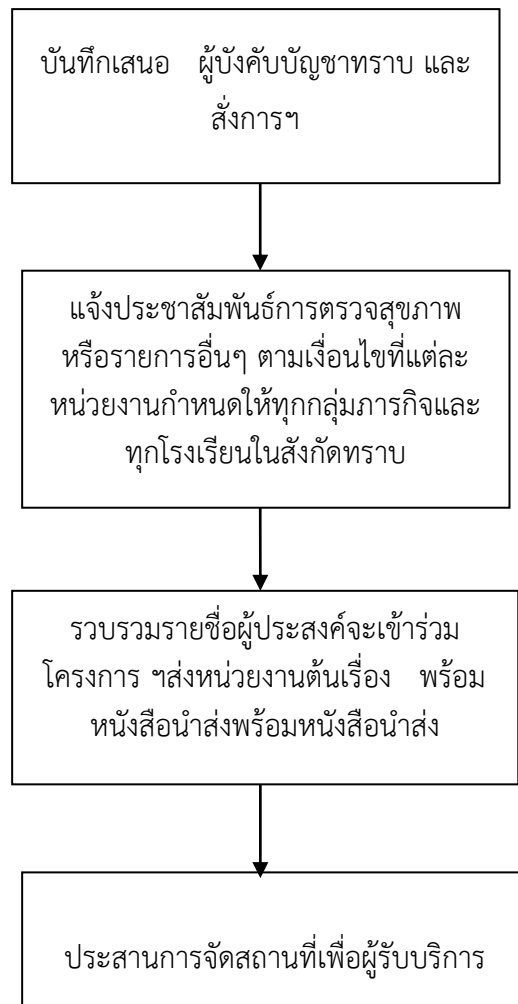 บันทึกเสนอ   ผู้บังคับบัญชาทราบ และ
สั่งการฯ
แจ้งประชาสัมพันธ์การตรวจสุขภาพ
หรือรายการอื่นๆ ตามเงื่อนไขที่แต่ละ
หน่วยงานกำหนดให้ทุกกลุ่มภารกิจและ
ทุกโรงเรียนในสังกัดทราบ
รวบรวมรายชื่อผู้ประสงค์จะเข้าร่วม
โครงการ ฯส่งหน่วยงานต้นเรื่อง   พร้อม
หนังสือนำส่งพร้อมหนังสือนำส่ง
ประสานการจัดสถานที่เพื่อผู้รับบริการ